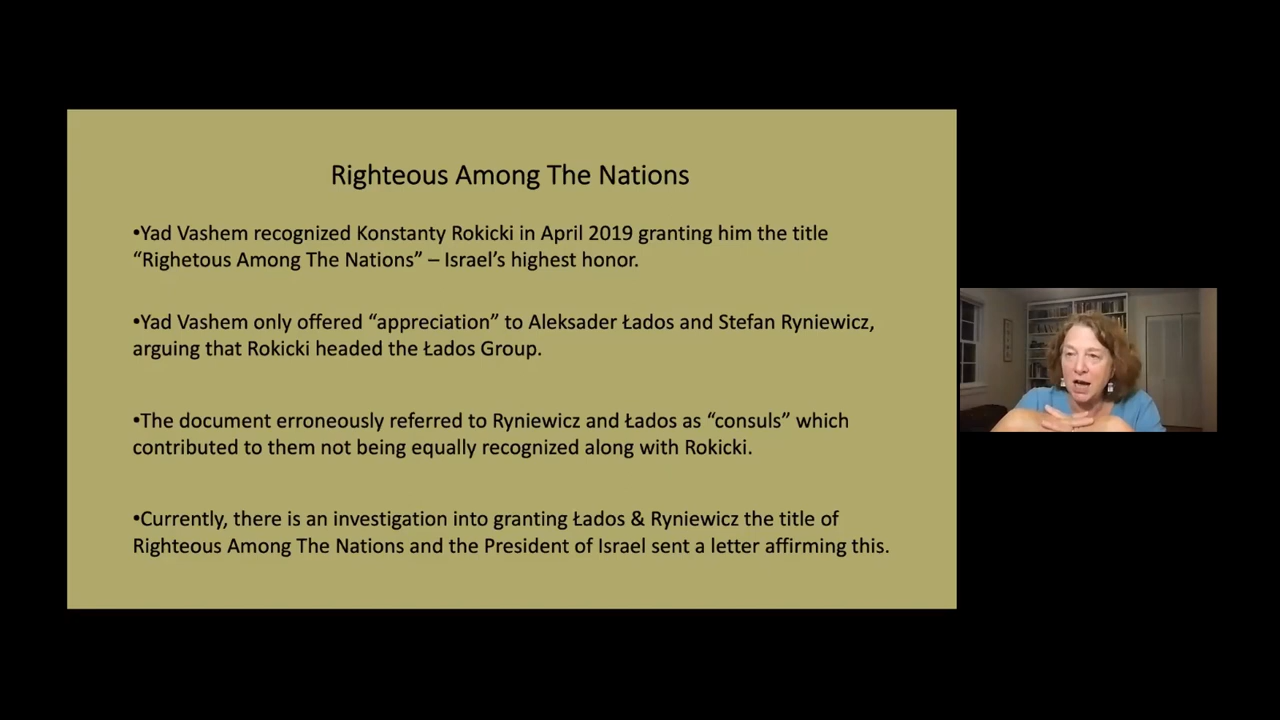 Righteous Among The Nations
•Yad Vashem recognized Konstanty Rokicki in April 2019 granting him the title
“Righetous Among The Nations” – Israel’s highest honor.
•Yad Vashem only offered “appreciation” to Aleksader Łados and Stefan Ryniewicz,
arguing that Rokicki headed the Łados Group.
•The document erroneously referred to Ryniewicz and Łados as “consuls” which
contributed to them not being equally recognized along with Rokicki.
•Currently, there is an investigation into granting Łados & Ryniewicz the title of
Righteous Among The Nations and the President of Israel sent a letter affirming this.